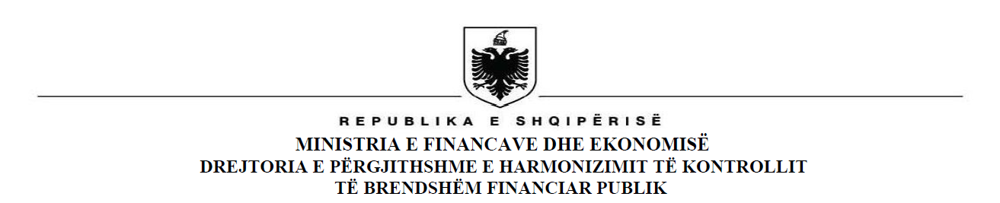 REPUBLIKA E SHQIPËRISË
MINISTRIA E FINANCAVE DHE EKONOMISË
DREJTORIA E PËRGJITHSHME E HARMONIZIMIT TË KONTROLLIT
TË BRENDSHËM FINANCIAR PUBLIK